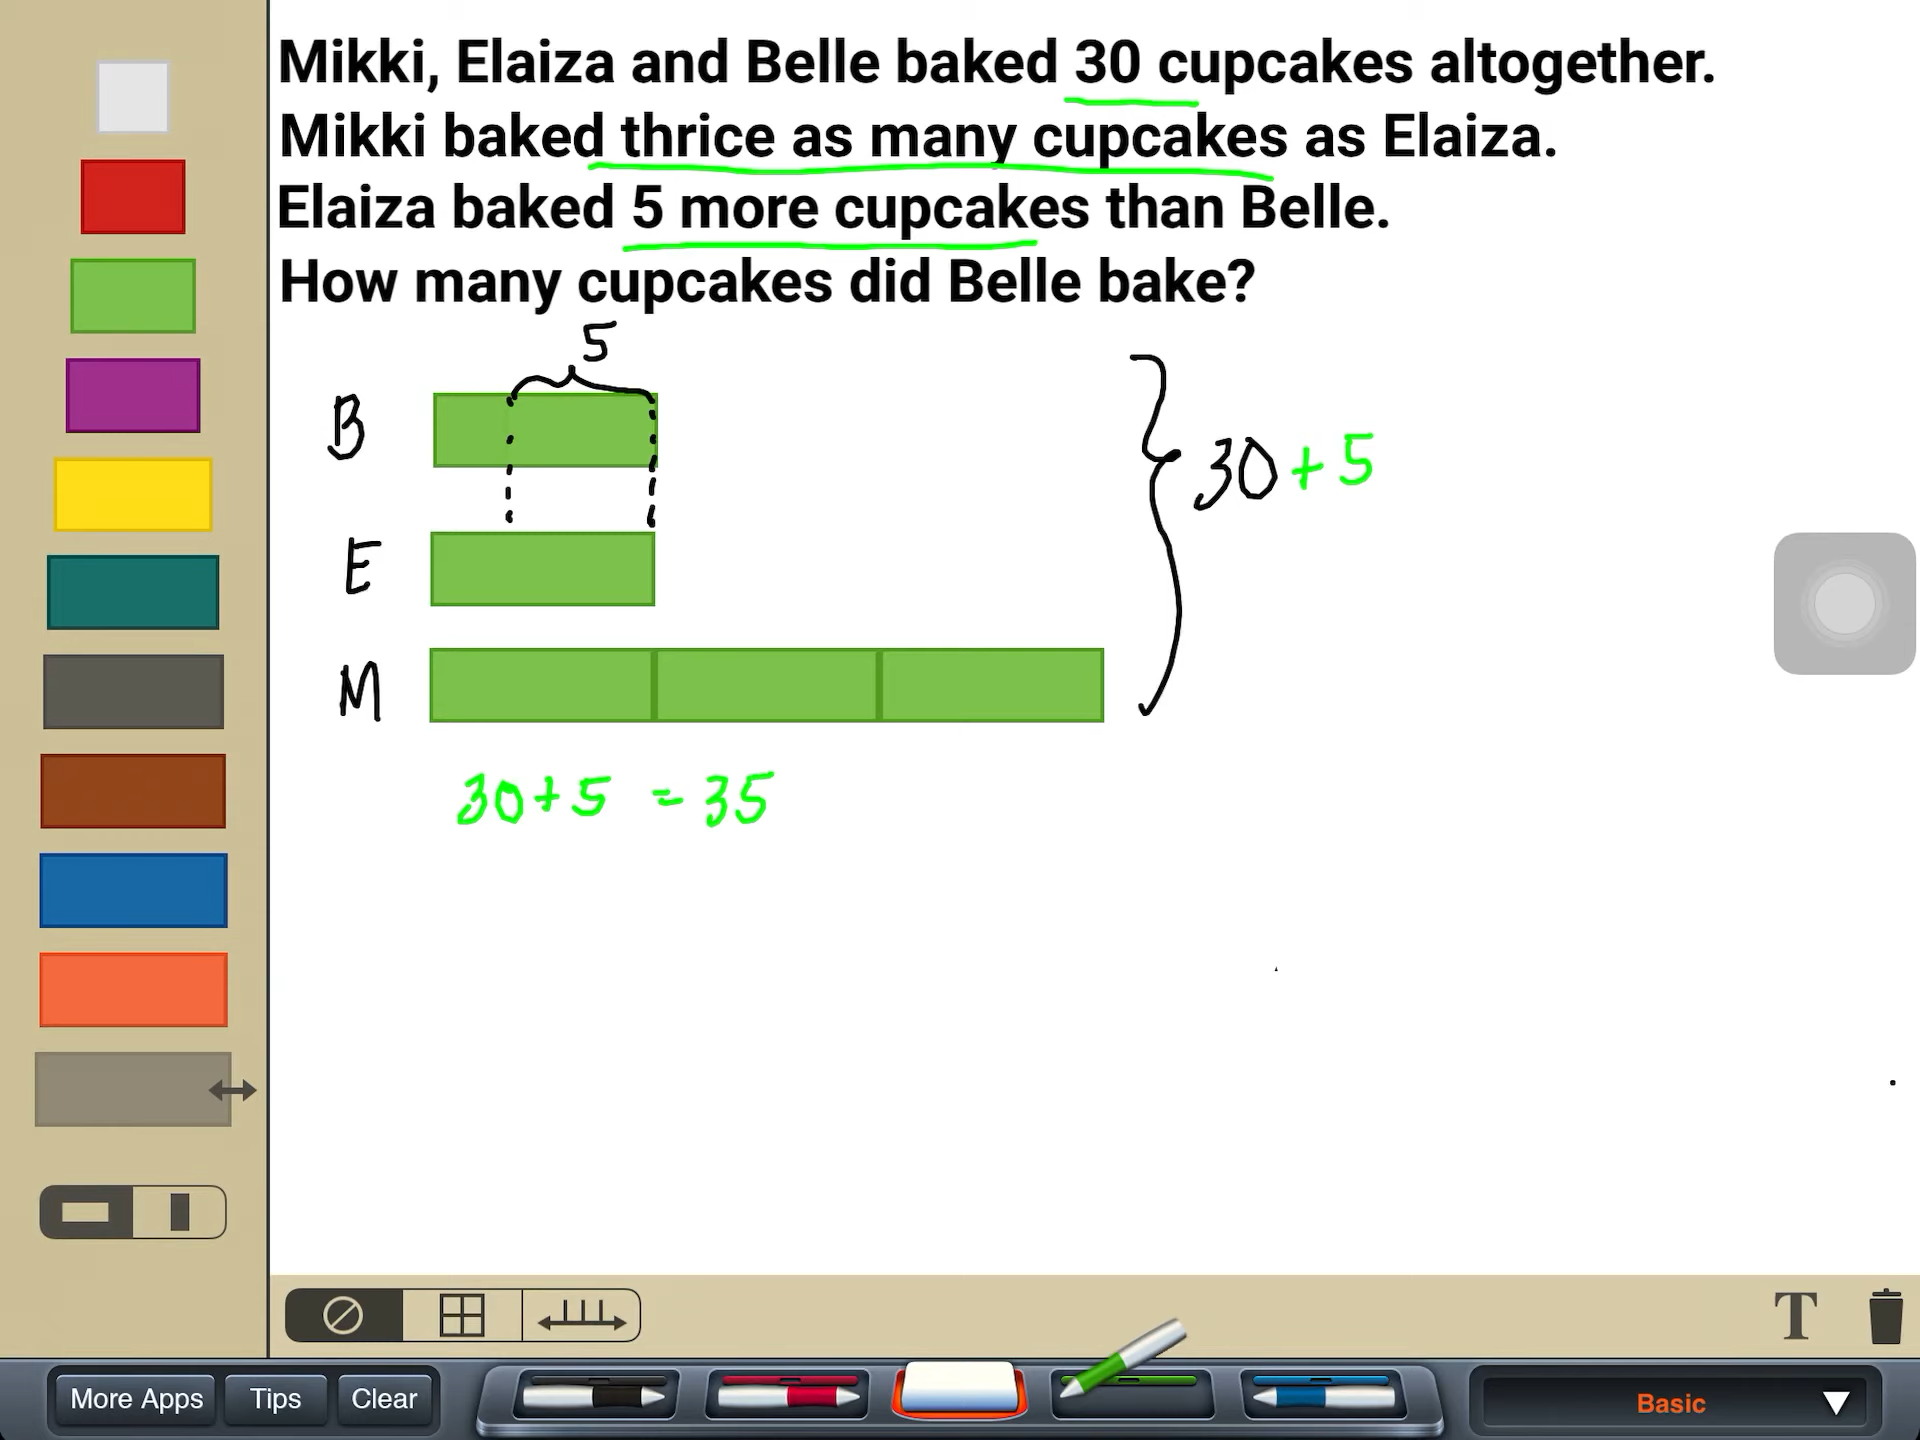 Mikki, Elaiza and Belle baked 30 cupcakes altogether.
Mikki baked thrice as many cupcakes as Elaiza.
Elaiza baked 5 more cupcakes than Belle.
How many cupcakes did Belle bake?
5
B
30 + 5
E
M
30 + 5 = 35
T
More Apps
Tips
Clear
Basic